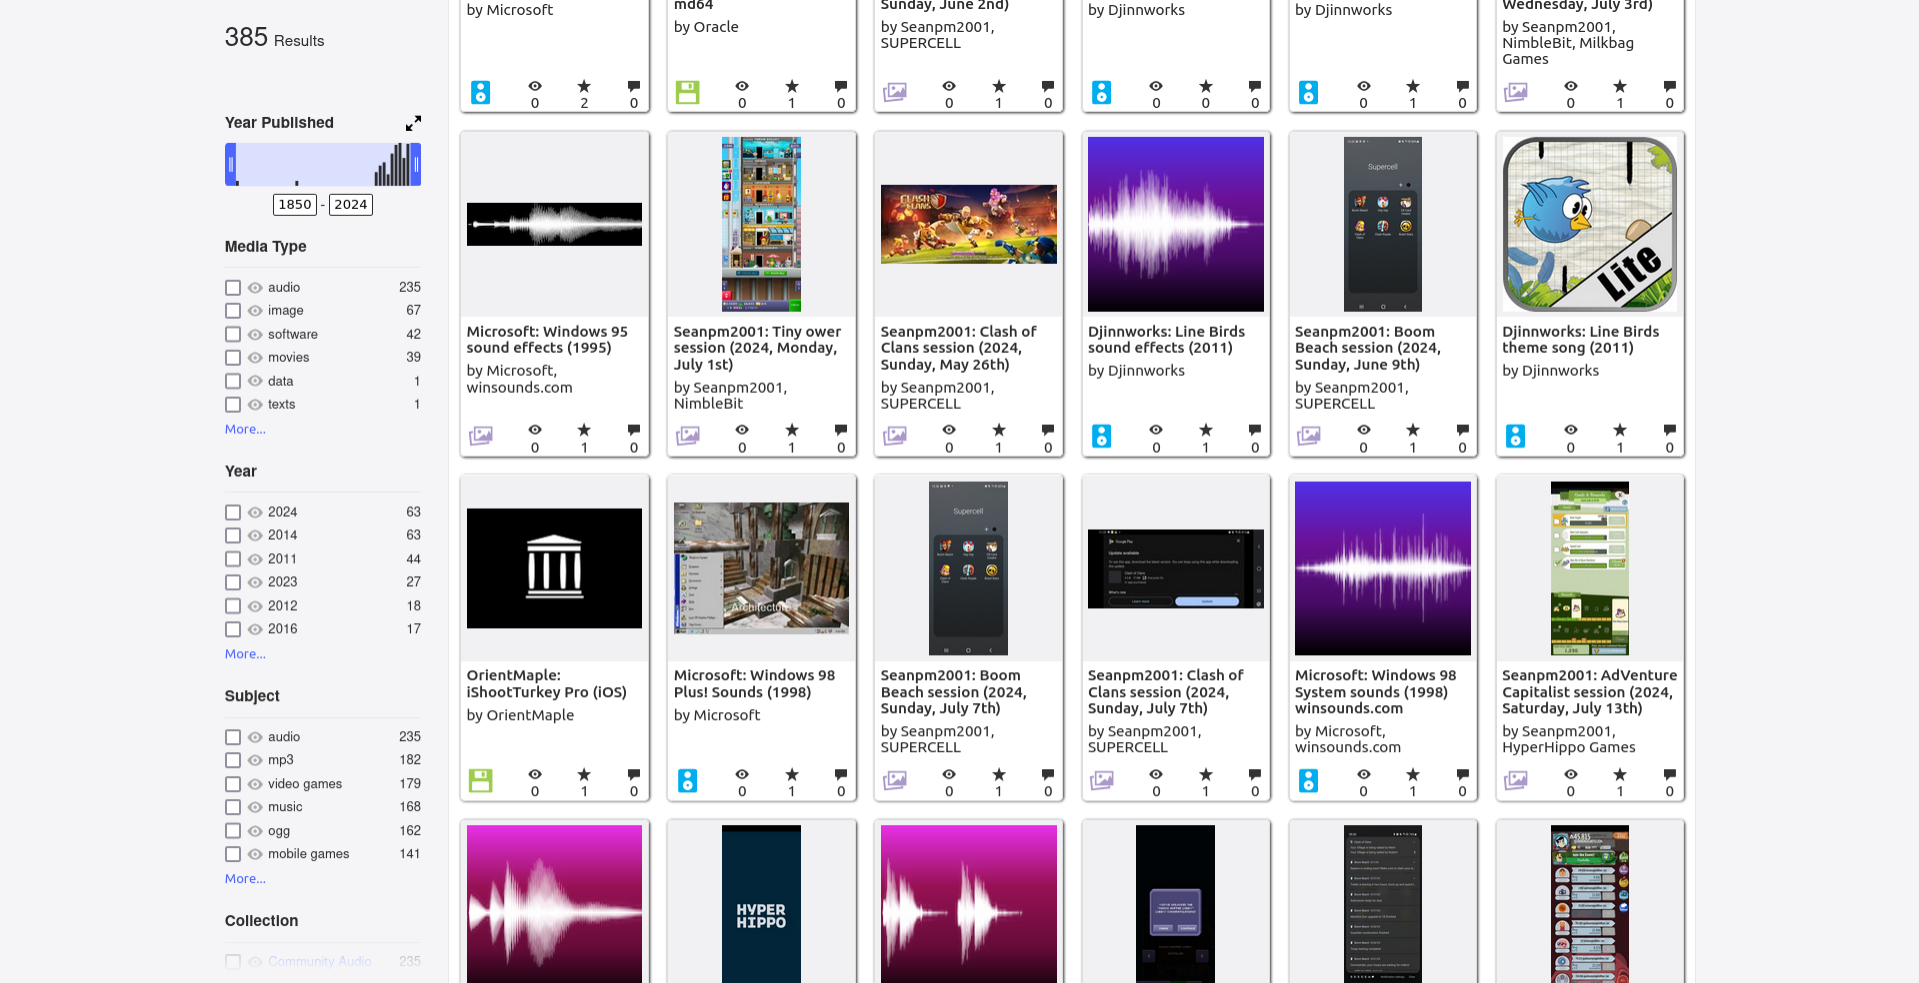 385 Results
Year Published
1850 - 2024
Media Type
audio 235
image 67
software 42
movies 39
data 1
texts 1
More...
Year
2024 63
2014 63
2011 44
2023 27
2012 18
2016 17
More...
Subject
audio 235
mp3 182
video games 179
music 168
ogg 162
mobile games 141
More...
Collection
Community Audio 235
by Microsoft
0 2 0
md64
by Oracle
0 1 0
Sunday, June 2nd)
by Seanpm2001,
SUPERCELL
0 1 0
by Djinnworks
0 0 0
by Djinnworks
0 1 0
Wednesday, July 3rd)
by Seanpm2001,
NimbleBit, Milkbag
Games
0 1 0
Microsoft: Windows 95
sound effects (1995)
by Microsoft,
winsounds.com
0 1 0
Seanpm2001: Tiny ower
session (2024, Monday,
July 1st)
by Seanpm2001,
NimbleBit
0 1 0
CLASH OF
CLANS
Seanpm2001: Clash of
Clans session (2024,
Sunday, May 26th)
by Seanpm2001,
SUPERCELL
0 1 0
Djinnworks: Line Birds
sound effects (2011)
by Djinnworks
0 1 0
Supercell
Seanpm2001: Boom
Beach session (2024,
Sunday, June 9th)
by Seanpm2001,
SUPERCELL
0 1 0
Lite
Djinnworks: Line Birds
theme song (2011)
by Djinnworks
0 1 0
OrientMaple:
iShootTurkey Pro (iOS)
by OrientMaple
0 1 0
Architecture
Microsoft: Windows 98
Plus! Sounds (1998)
by Microsoft
0 1 0
Supercell
Seanpm2001: Boom
Beach session (2024,
Sunday, July 7th)
by Seanpm2001,
SUPERCELL
0 1 0
Google Play
Update available
Seanpm2001: Clash of
Clans session (2024,
Sunday, July 7th)
by Seanpm2001,
SUPERCELL
0 1 0
Microsoft: Windows 98
System sounds (1998)
winsounds.com
by Microsoft,
winsounds.com
0 1 0
Seanpm2001: AdVenture
Capitalist session (2024,
Saturday, July 13th)
by Seanpm2001,
HyperHippo Games
0 1 0
HYPER
HIPPO